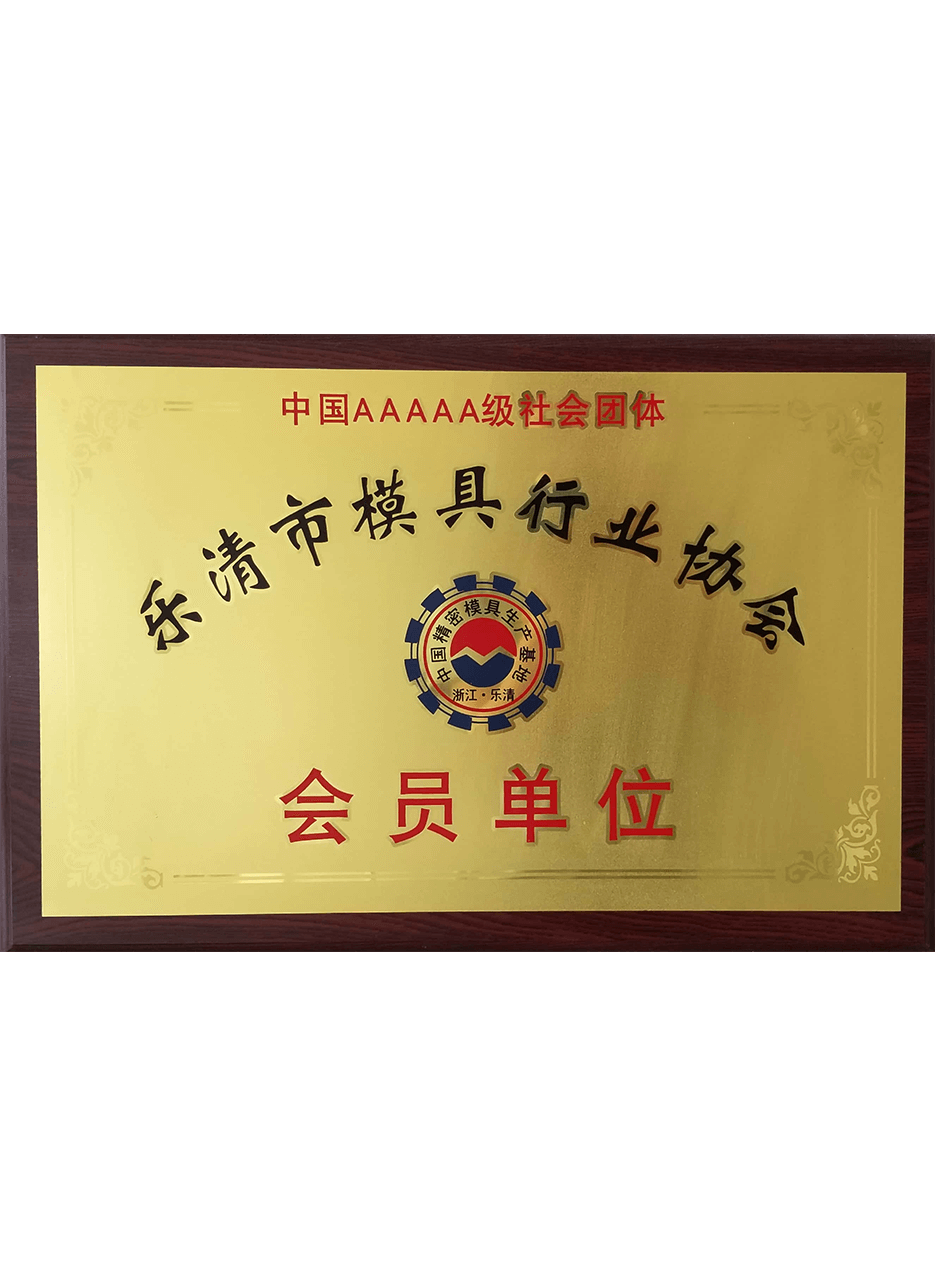 中国AAAAA级社会团体
乐清市模具行业协会
中国精密模具生产基地
浙江·乐清
会员单位